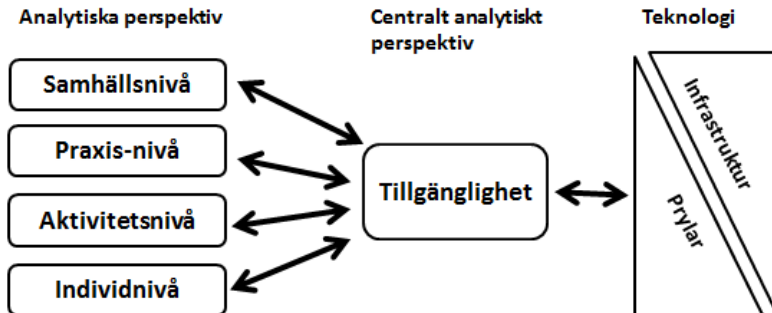 Analytiska perspektiv
Centralt analytiskt
perspektiv
Teknologi
Samhällsnivå
Praxis-nivå
Aktivitetsnivå
Individnivå
Tillgänglighet
Infrastruktur
Prylar